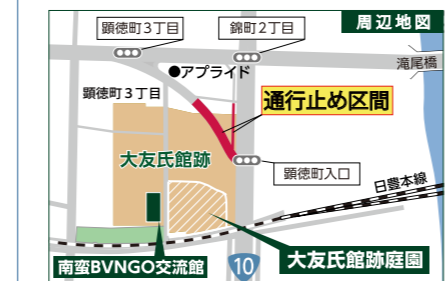 周辺地図
顕徳町3丁目
錦町2丁目
滝尾橋
●アプライド
顕徳町3丁目
通行止め区間
大友氏館跡
顕徳町入口
日豊本線
南蛮BVNGO交流館
10
大友氏館跡庭園